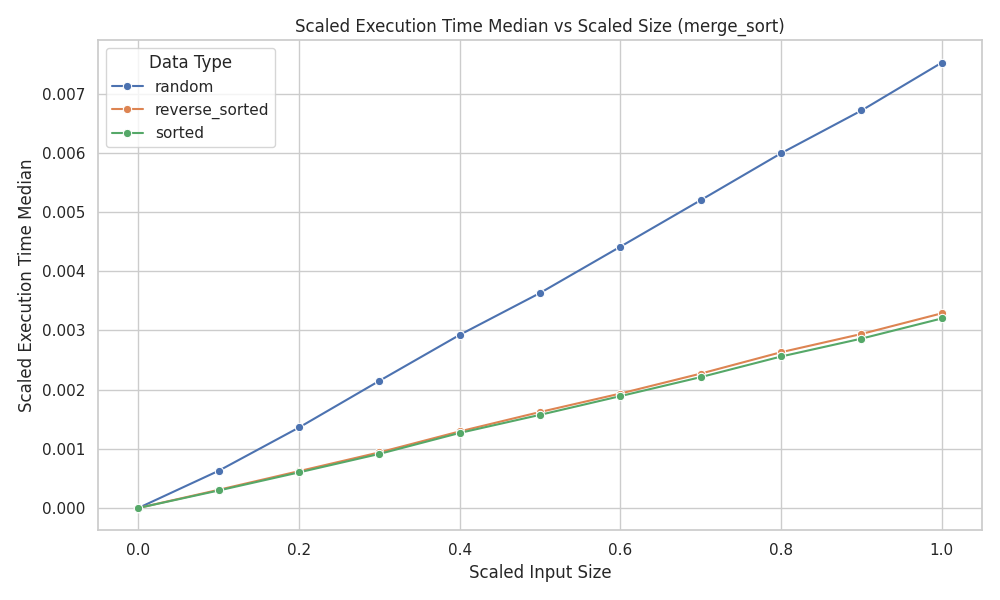 Scaled Execution Time Median vs Scaled Size (merge_sort)
Data Type
random
reverse_sorted
sorted
Scaled Execution Time Median
0.007
0.006
0.005
0.004
0.003
0.002
0.001
0.000
0.0 0.2 0.4 0.6 0.8 1.0
Scaled Input Size